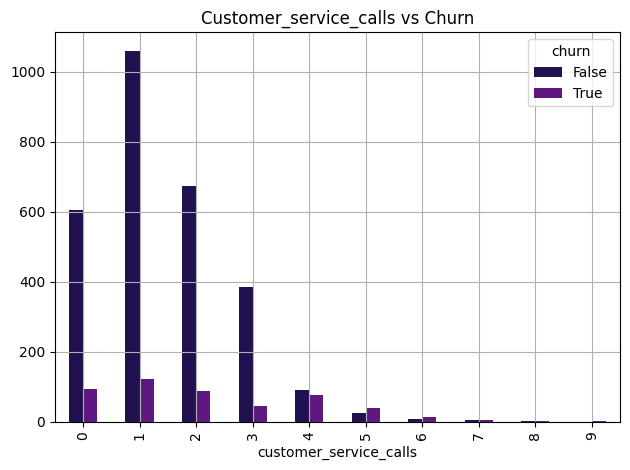 Customer_service_calls vs Churn
churn
False
True
1000
800
600
400
200
0
0 1 2 3 4 5 6 7 8 9
customer_service_calls